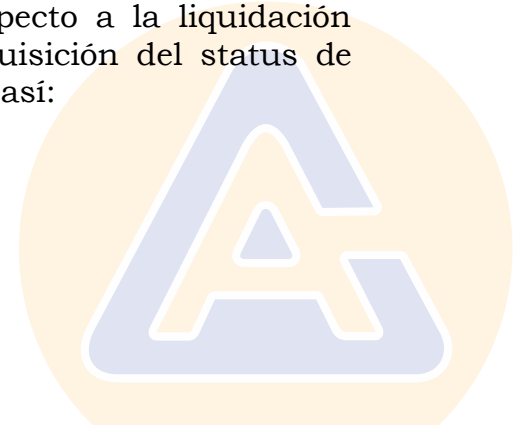 pecto a la liquidación
uisición del status de
así: